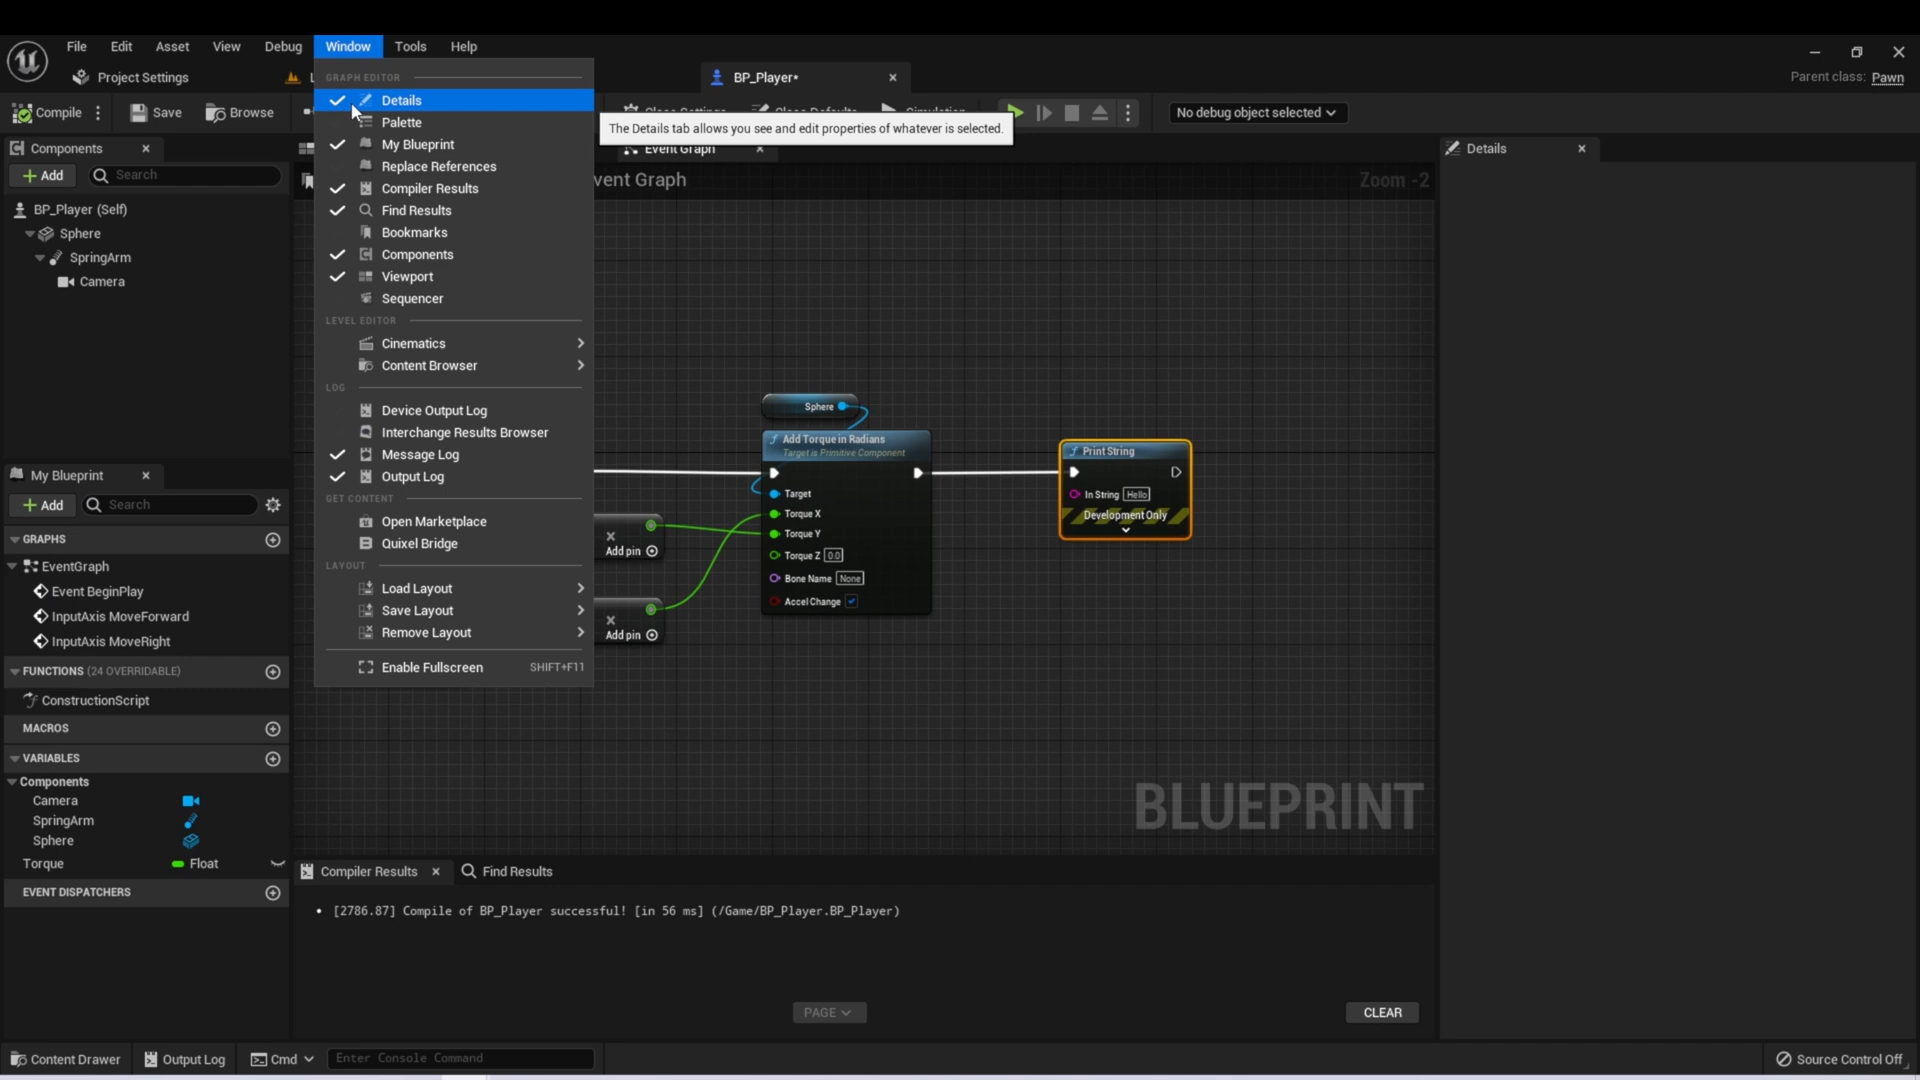 File Edit Asset View Debug Window Tools Help
Project Settings
BP_Player*
Parent class: Pawn
Compile
Save
Browse
No debug object selected
GRAPH EDITOR
Details
Palette
My Blueprint
Replace References
Compiler Results
Find Results
Bookmarks
Components
Viewport
Sequencer
LEVEL EDITOR
Cinematics
Content Browser
LOG
Device Output Log
Interchange Results Browser
Message Log
Output Log
GET CONTENT
Open Marketplace
Quixel Bridge
LAYOUT
Load Layout
Save Layout
Remove Layout
Enable Fullscreen SHIFT+F11
The Details tab allows you see and edit properties of whatever is selected.
Components
+ Add
Search
BP_Player (Self)
Sphere
SpringArm
Camera
My Blueprint
+ Add
Search
GRAPHS
EventGraph
Event BeginPlay
InputAxis MoveForward
InputAxis MoveRight
FUNCTIONS (24 OVERRIDABLE)
ConstructionScript
MACROS
VARIABLES
Components
Camera
SpringArm
Sphere
Torque Float
EVENT DISPATCHERS
Event Graph
vent Graph
Zoom -2
Sphere
Add Torque in Radians
Target is Primitive Component
Target
Torque X
Torque Y
Torque Z 0.0
Bone Name None
Accel Change
Add pin
Add pin
Print String
In String Hello
Development Only
BLUEPRINT
Details
Compiler Results
Find Results
[2786.87] Compile of BP_Player successful! [in 56 ms] (/Game/BP_Player.BP_Player)
PAGE
CLEAR
Content Drawer
Output Log
Cmd
Enter Console Command
Source Control Off